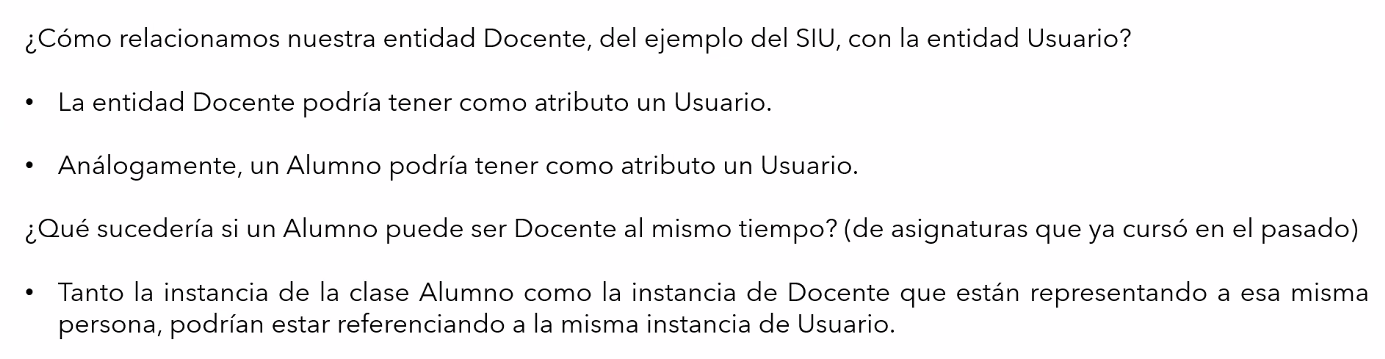 ¿Cómo relacionamos nuestra entidad Docente, del ejemplo del SIU, con la entidad Usuario?
• La entidad Docente podría tener como atributo un Usuario.
• Análogamente, un Alumno podría tener como atributo un Usuario.
¿Qué sucedería si un Alumno puede ser Docente al mismo tiempo? (de asignaturas que ya cursó en el pasado)
• Tanto la instancia de la clase Alumno como la instancia de Docente que están representando a esa misma
persona, podrían estar referenciando a la misma instancia de Usuario.